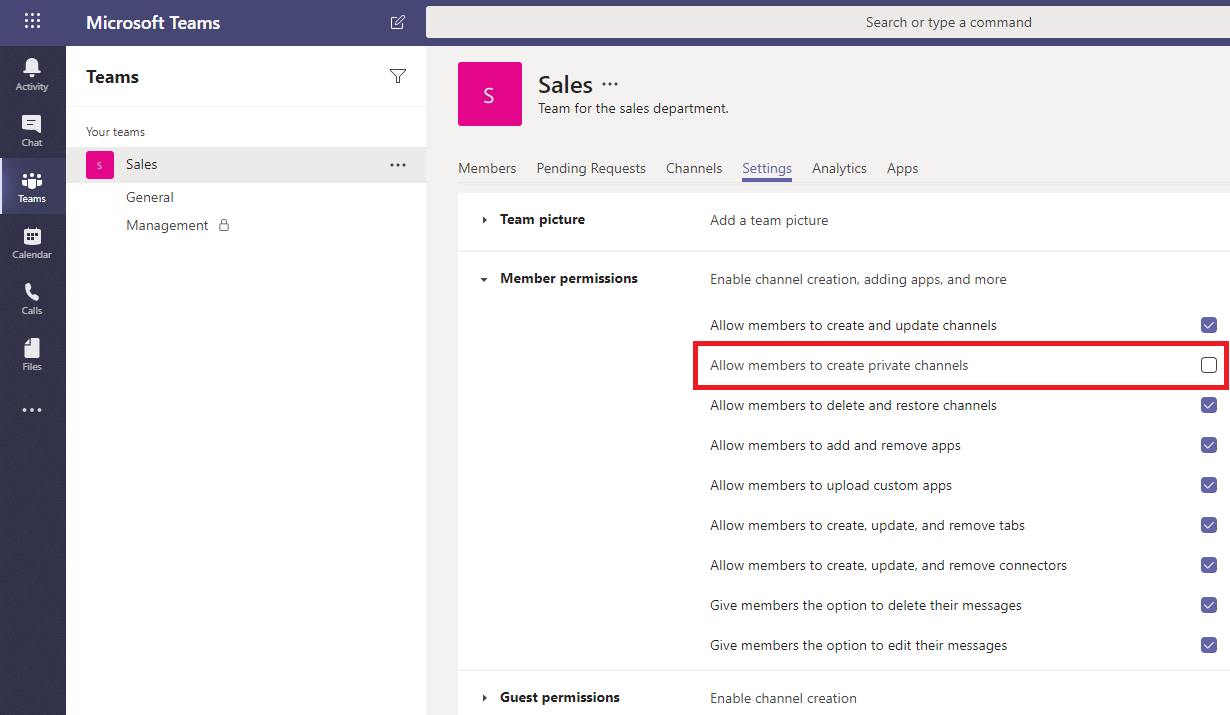 Microsoft Teams
Search or type a command
Activity
Chat
Teams
Calendar
Calls
Files
Teams
Your teams
S Sales
General
Management
S
Sales
Team for the sales department.
Members Pending Requests Channels Settings Analytics Apps
Team picture Add a team picture
Member permissions Enable channel creation, adding apps, and more
Allow members to create and update channels
Allow members to create private channels
Allow members to delete and restore channels
Allow members to add and remove apps
Allow members to upload custom apps
Allow members to create, update, and remove tabs
Allow members to create, update, and remove connectors
Give members the option to delete their messages
Give members the option to edit their messages
Guest permissions Enable channel creation